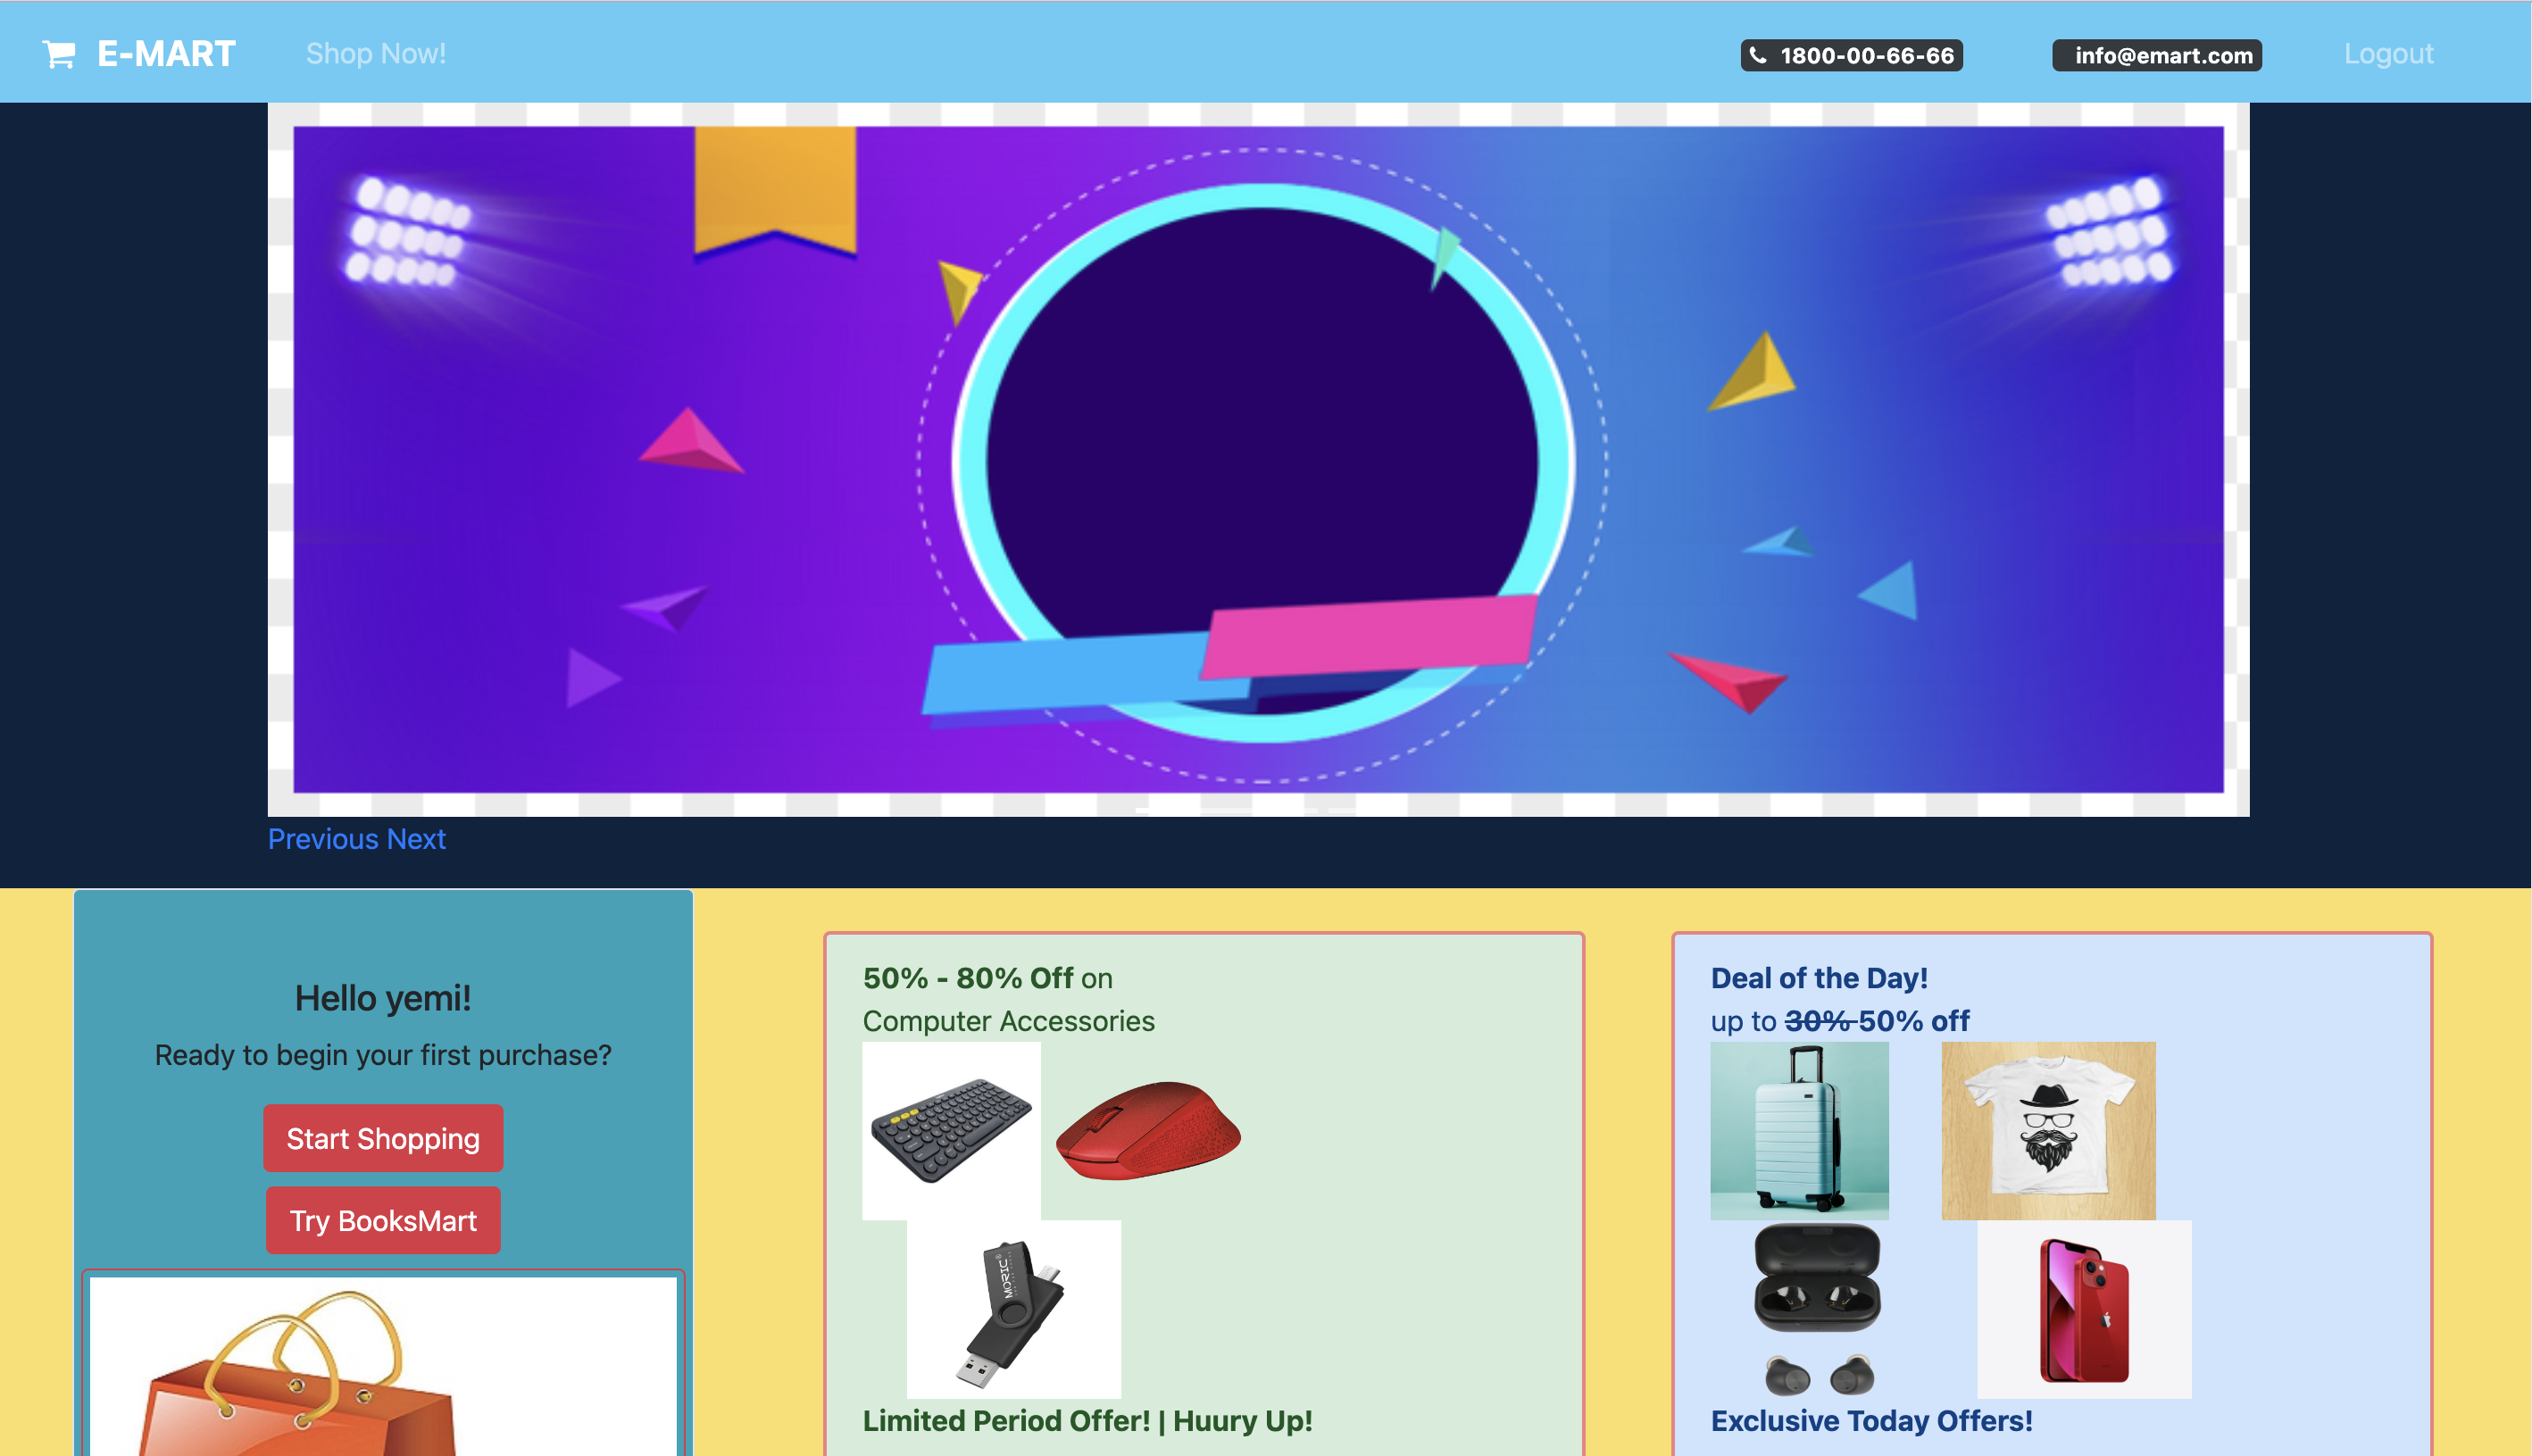 E-MART
Shop Now!
1800-00-66-66
info@emart.com
Logout
Previous Next
Hello yemi!
Ready to begin your first purchase?
Start Shopping
Try BooksMart
50% - 80% Off on
Computer Accessories
MORIC
Limited Period Offer! | Huury Up!
Deal of the Day!
up to 30% 50% off
Exclusive Today Offers!